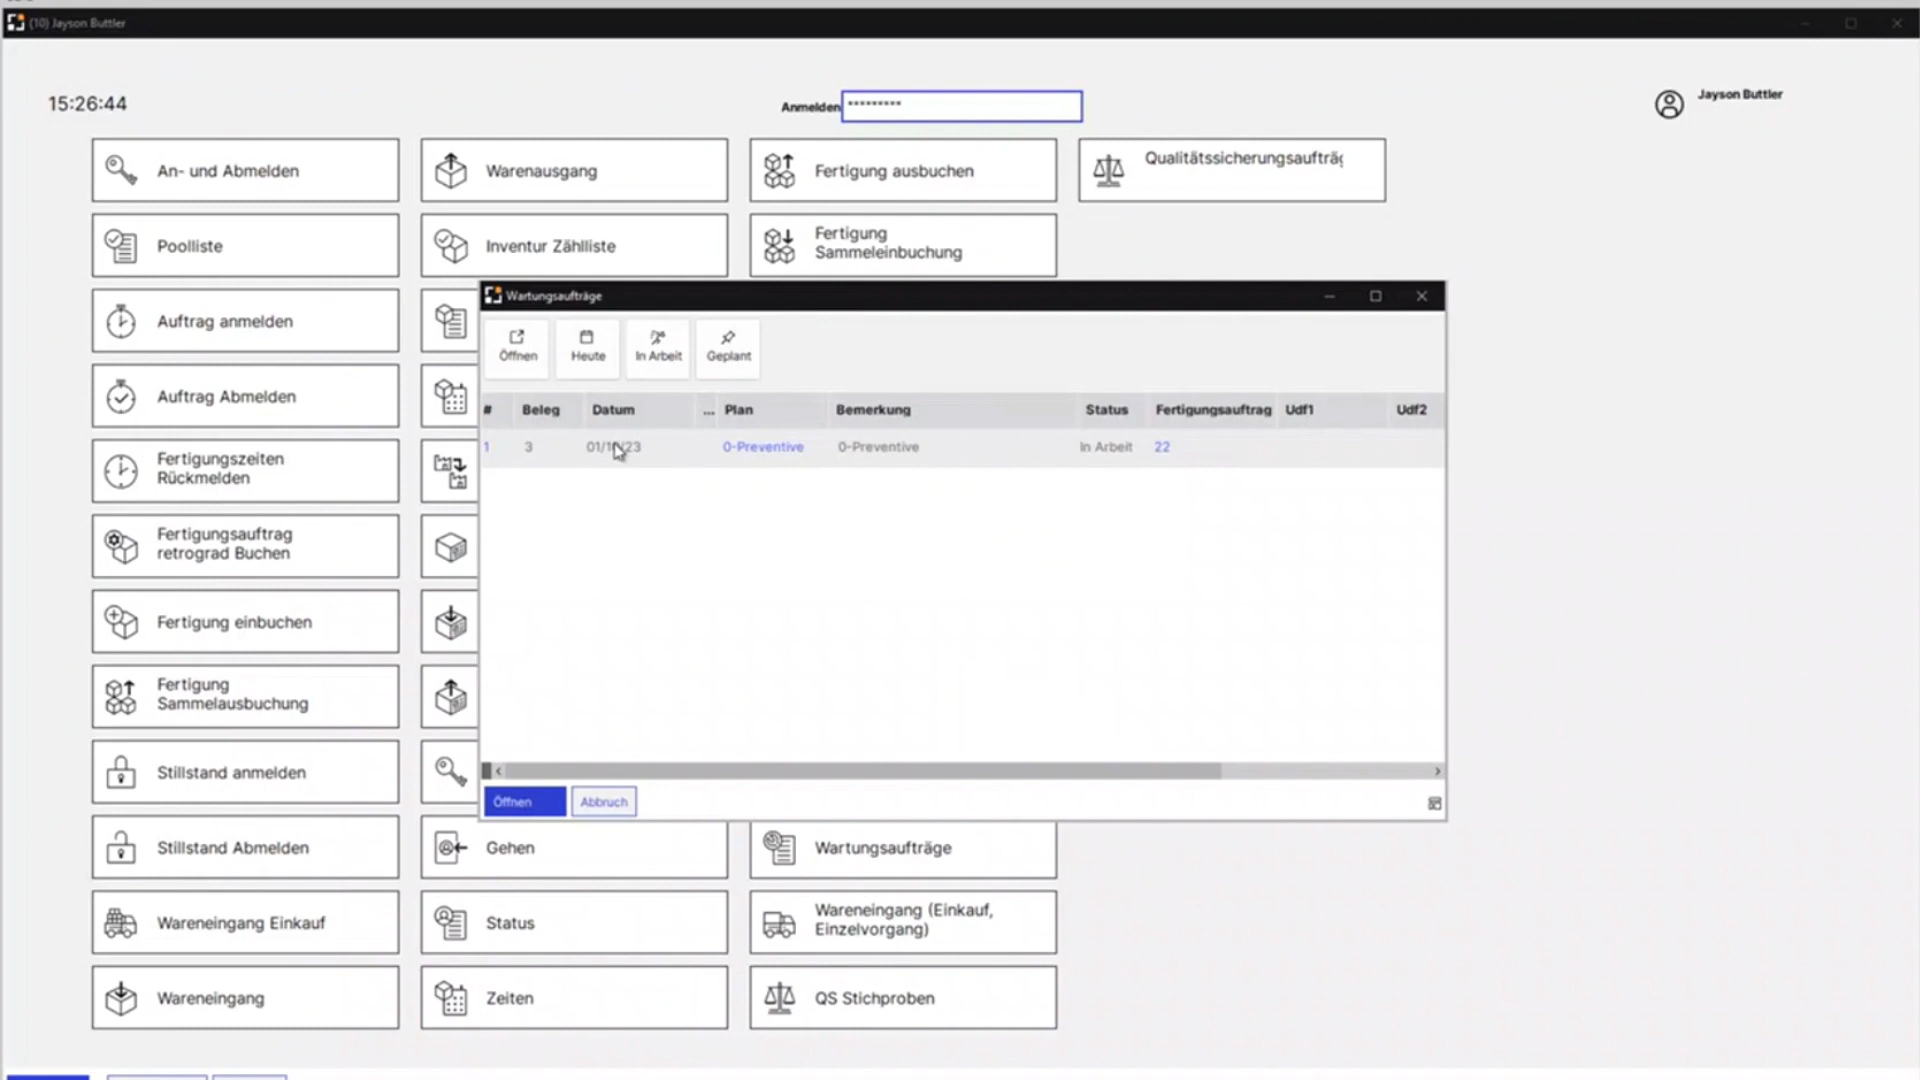 (10) Jayson Buttler
15:26:44
Anmelden *********
Jayson Buttler
An- und Abmelden
Warenausgang
Fertigung ausbuchen
Qualitätssicherungsaufträg
Poolliste
Inventur Zählliste
Fertigung
Sammeleinbuchung
Auftrag anmelden
Auftrag Abmelden
Fertigungszeiten
Rückmelden
Fertigungsauftrag
retrograd Buchen
Fertigung einbuchen
Fertigung
Sammelausbuchung
Stillstand anmelden
Wartungsaufträge
Öffnen Heute In Arbeit Geplant
# Beleg Datum ... Plan Bemerkung Status Fertigungsauftrag Udf1 Udf2
1 3 0-Preventive 0-Preventive In Arbeit 22
Öffnen Abbruch
Stillstand Abmelden
Gehen
Wartungsaufträge
Wareneingang Einkauf
Status
Wareneingang (Einkauf,
Einzelvorgang)
Wareneingang
Zeiten
QS Stichproben